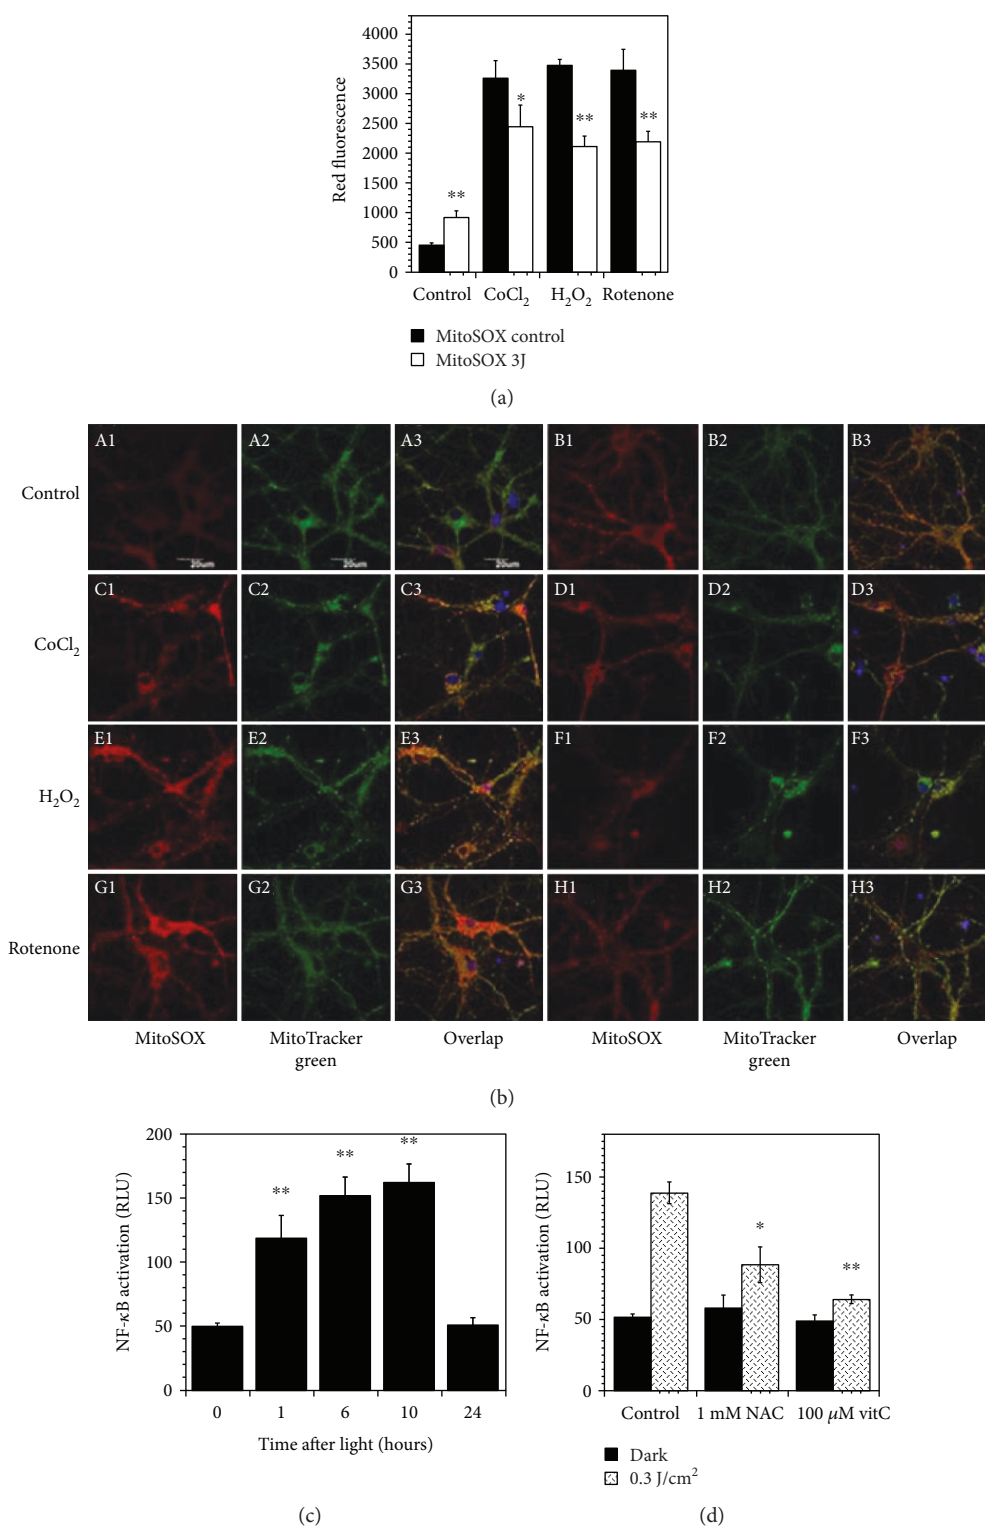 4000
3500
3000
2500
2000
1500
1000
500
0
Red fluorescence
** * ** **
Control CoCl2 H2O2 Rotenone
MitoSOX control
MitoSOX 3J
(a)
A1 A2 A3 B1 B2 B3
Control
20um 20um 20um
C1 C2 C3 D1 D2 D3
CoCl2
E1 E2 E3 F1 F2 F3
H2O2
G1 G2 G3 H1 H2 H3
Rotenone
MitoSOX MitoTracker green Overlap MitoSOX MitoTracker green Overlap
(b)
200
150
100
50
0
NF-κB activation (RLU)
** ** **
0 1 6 10 24
Time after light (hours)
(c)
150
100
50
0
NF-κB activation (RLU)
* **
Control 1 mM NAC 100 μM vitC
Dark
0.3 J/cm2
(d)